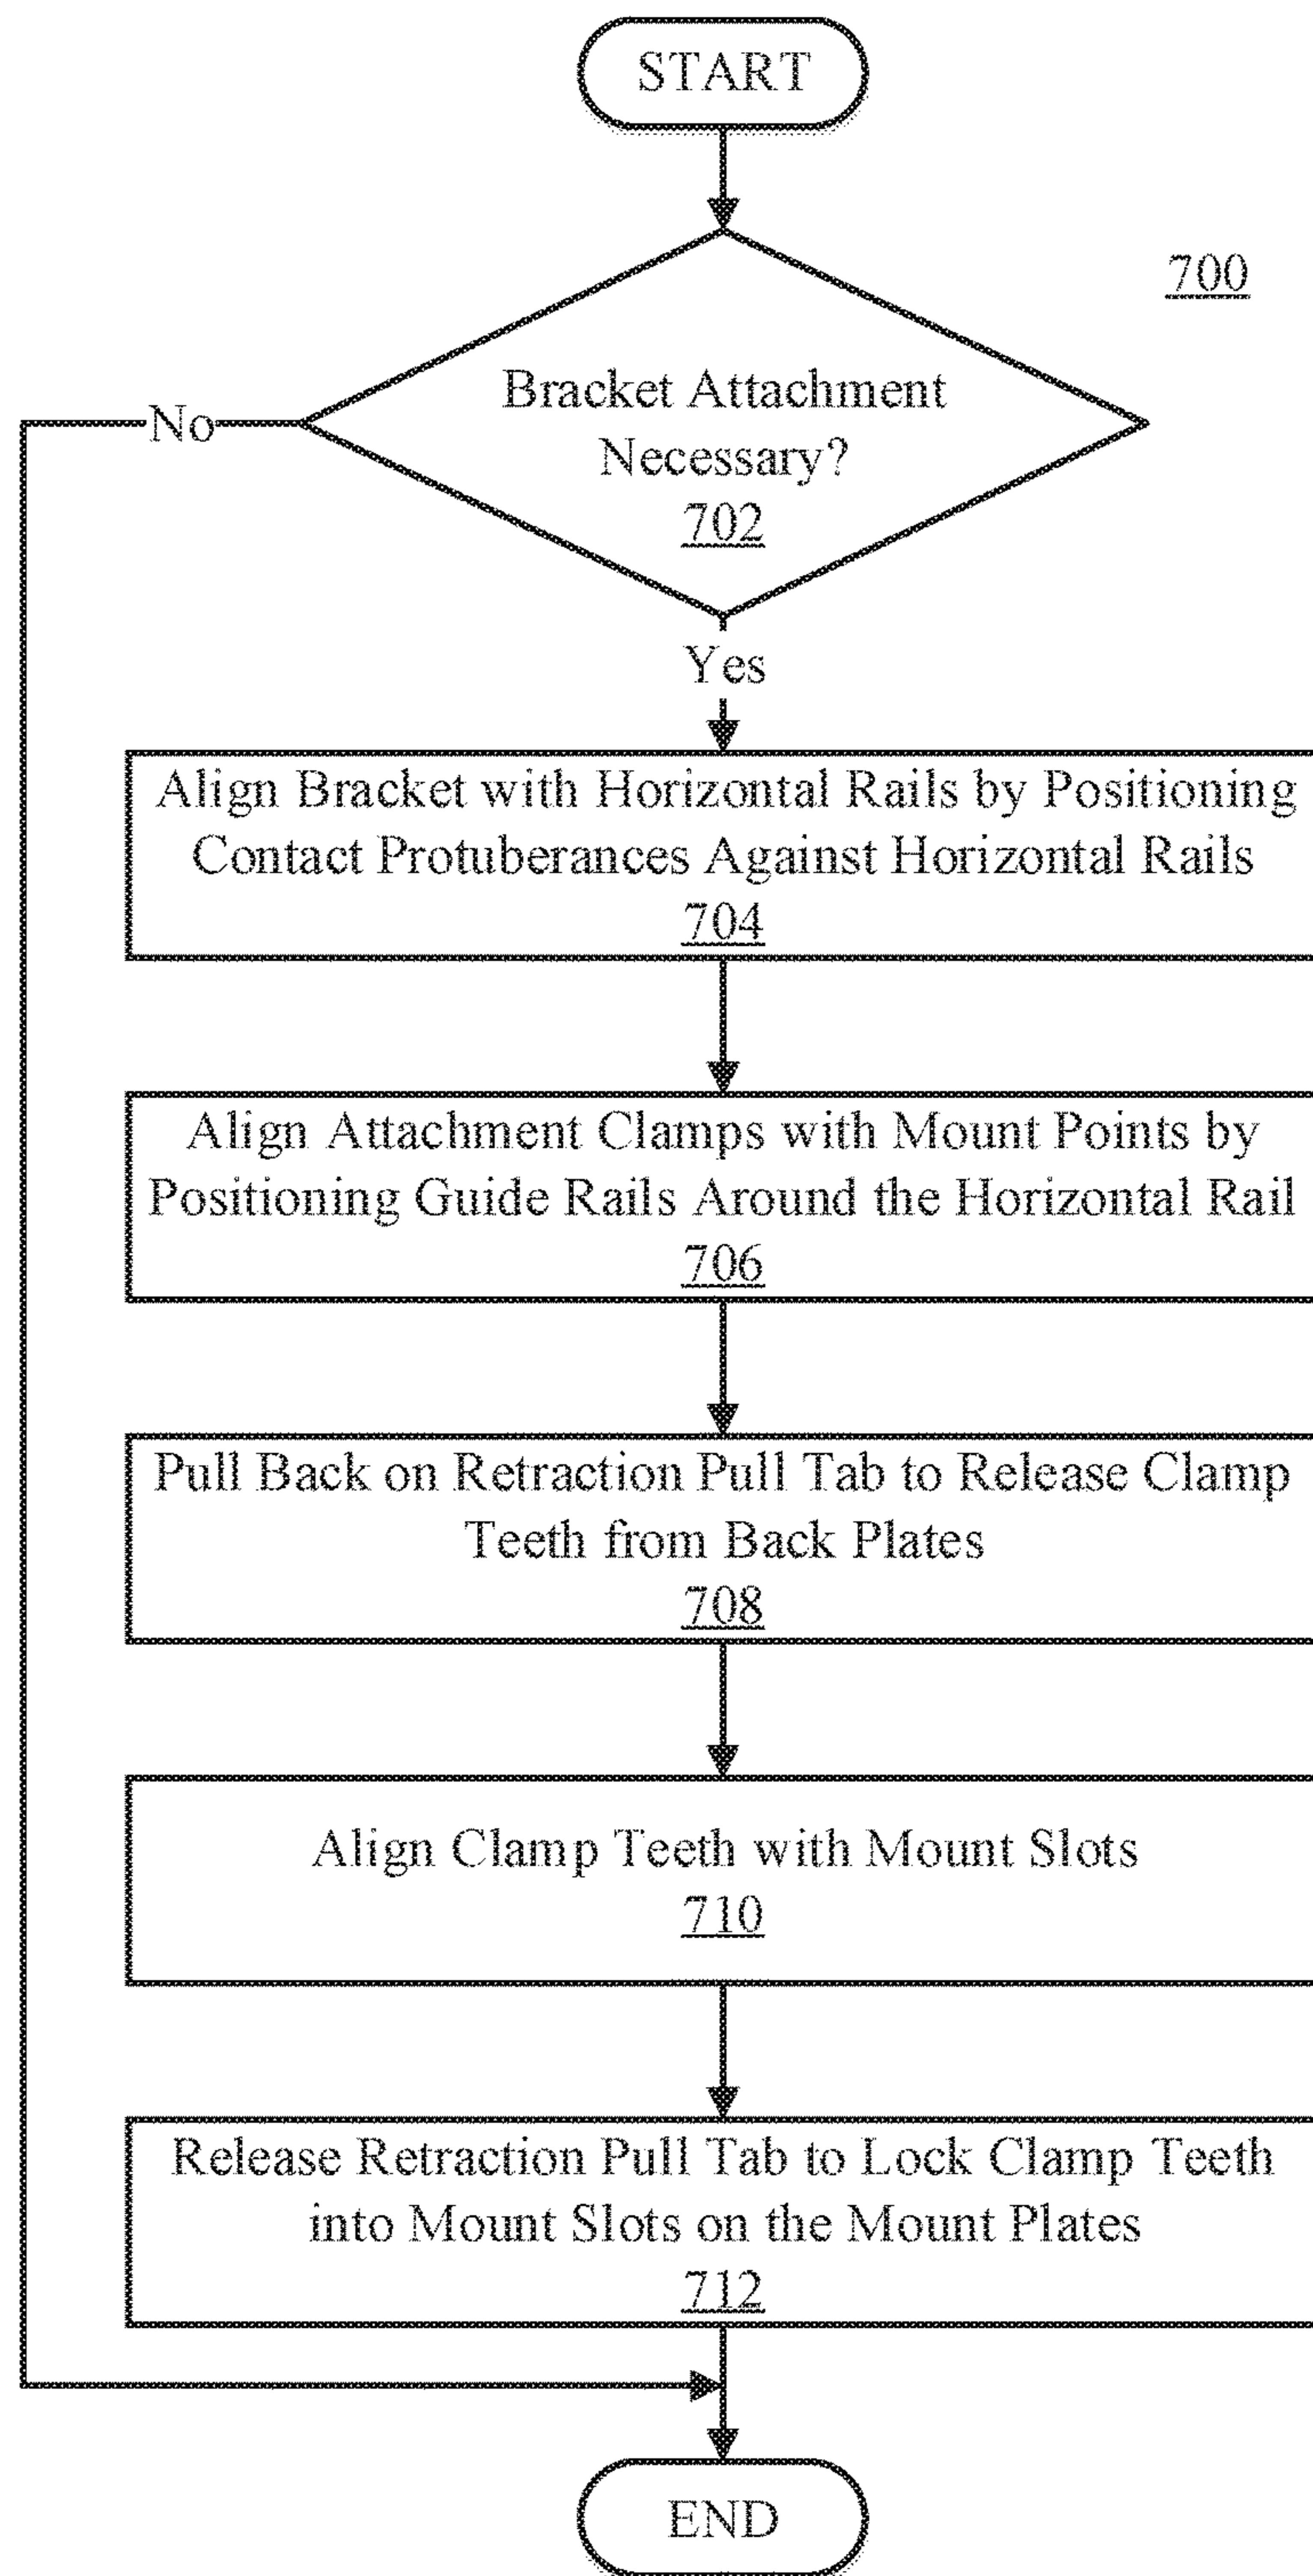 START
700
Bracket Attachment
Necessary?
702
No
Yes
Align Bracket with Horizontal Rails by Positioning
Contact Protuberances Against Horizontal Rails
704
Align Attachment Clamps with Mount Points by
Positioning Guide Rails Around the Horizontal Rail
706
Pull Back on Retraction Pull Tab to Release Clamp
Teeth from Back Plates
708
Align Clamp Teeth with Mount Slots
710
Release Retraction Pull Tab to Lock Clamp Teeth
into Mount Slots on the Mount Plates
712
END